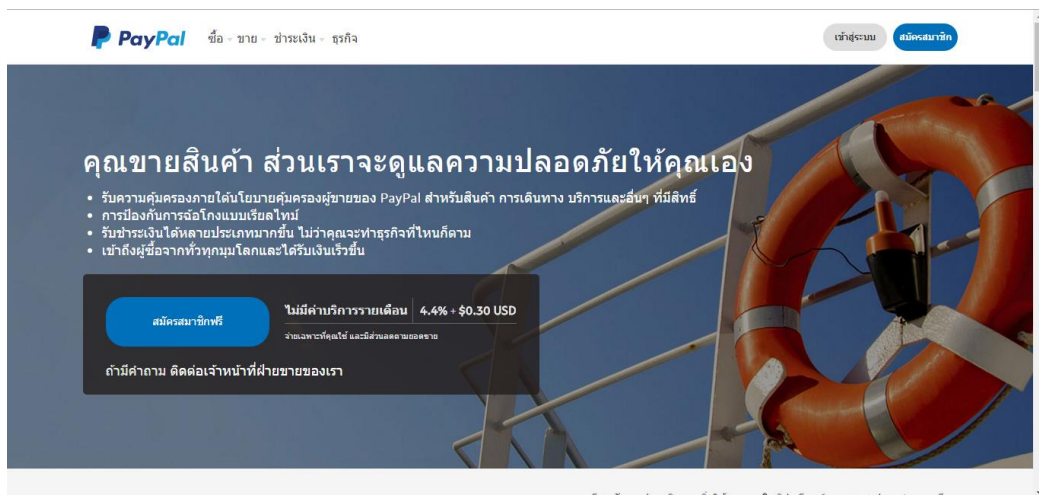 PayPal ซื้อ ขาย ชำระเงิน ธุรกิจ เข้าสู่ระบบ สมัครสมาชิก
คุณขายสินค้า ส่วนเราจะดูแลความปลอดภัยให้คุณเอง
• รับความคุ้มครองภายใต้นโยบายคุ้มครองผู้ขายของ PayPal สำหรับสินค้า การเดินทาง บริการและอื่นๆ ที่มีสิทธิ์
• การป้องกันการฉ้อโกงแบบเรียลไทม์
• รับชำระเงินได้หลายประเภทมากขึ้น ไม่ว่าคุณจะทำธุรกิจที่ไหนก็ตาม
• เข้าถึงผู้ซื้อจากทั่วทุกมุมโลกและได้รับเงินเร็วขึ้น
สมัครสมาชิกฟรี
ไม่มีค่าบริการรายเดือน 4.4% + $0.30 USD
จ่ายเฉพาะที่คุณใช้ และมีส่วนลดตามยอดขาย
ถ้ามีคำถาม ติดต่อเจ้าหน้าที่ฝ่ายขายของเรา